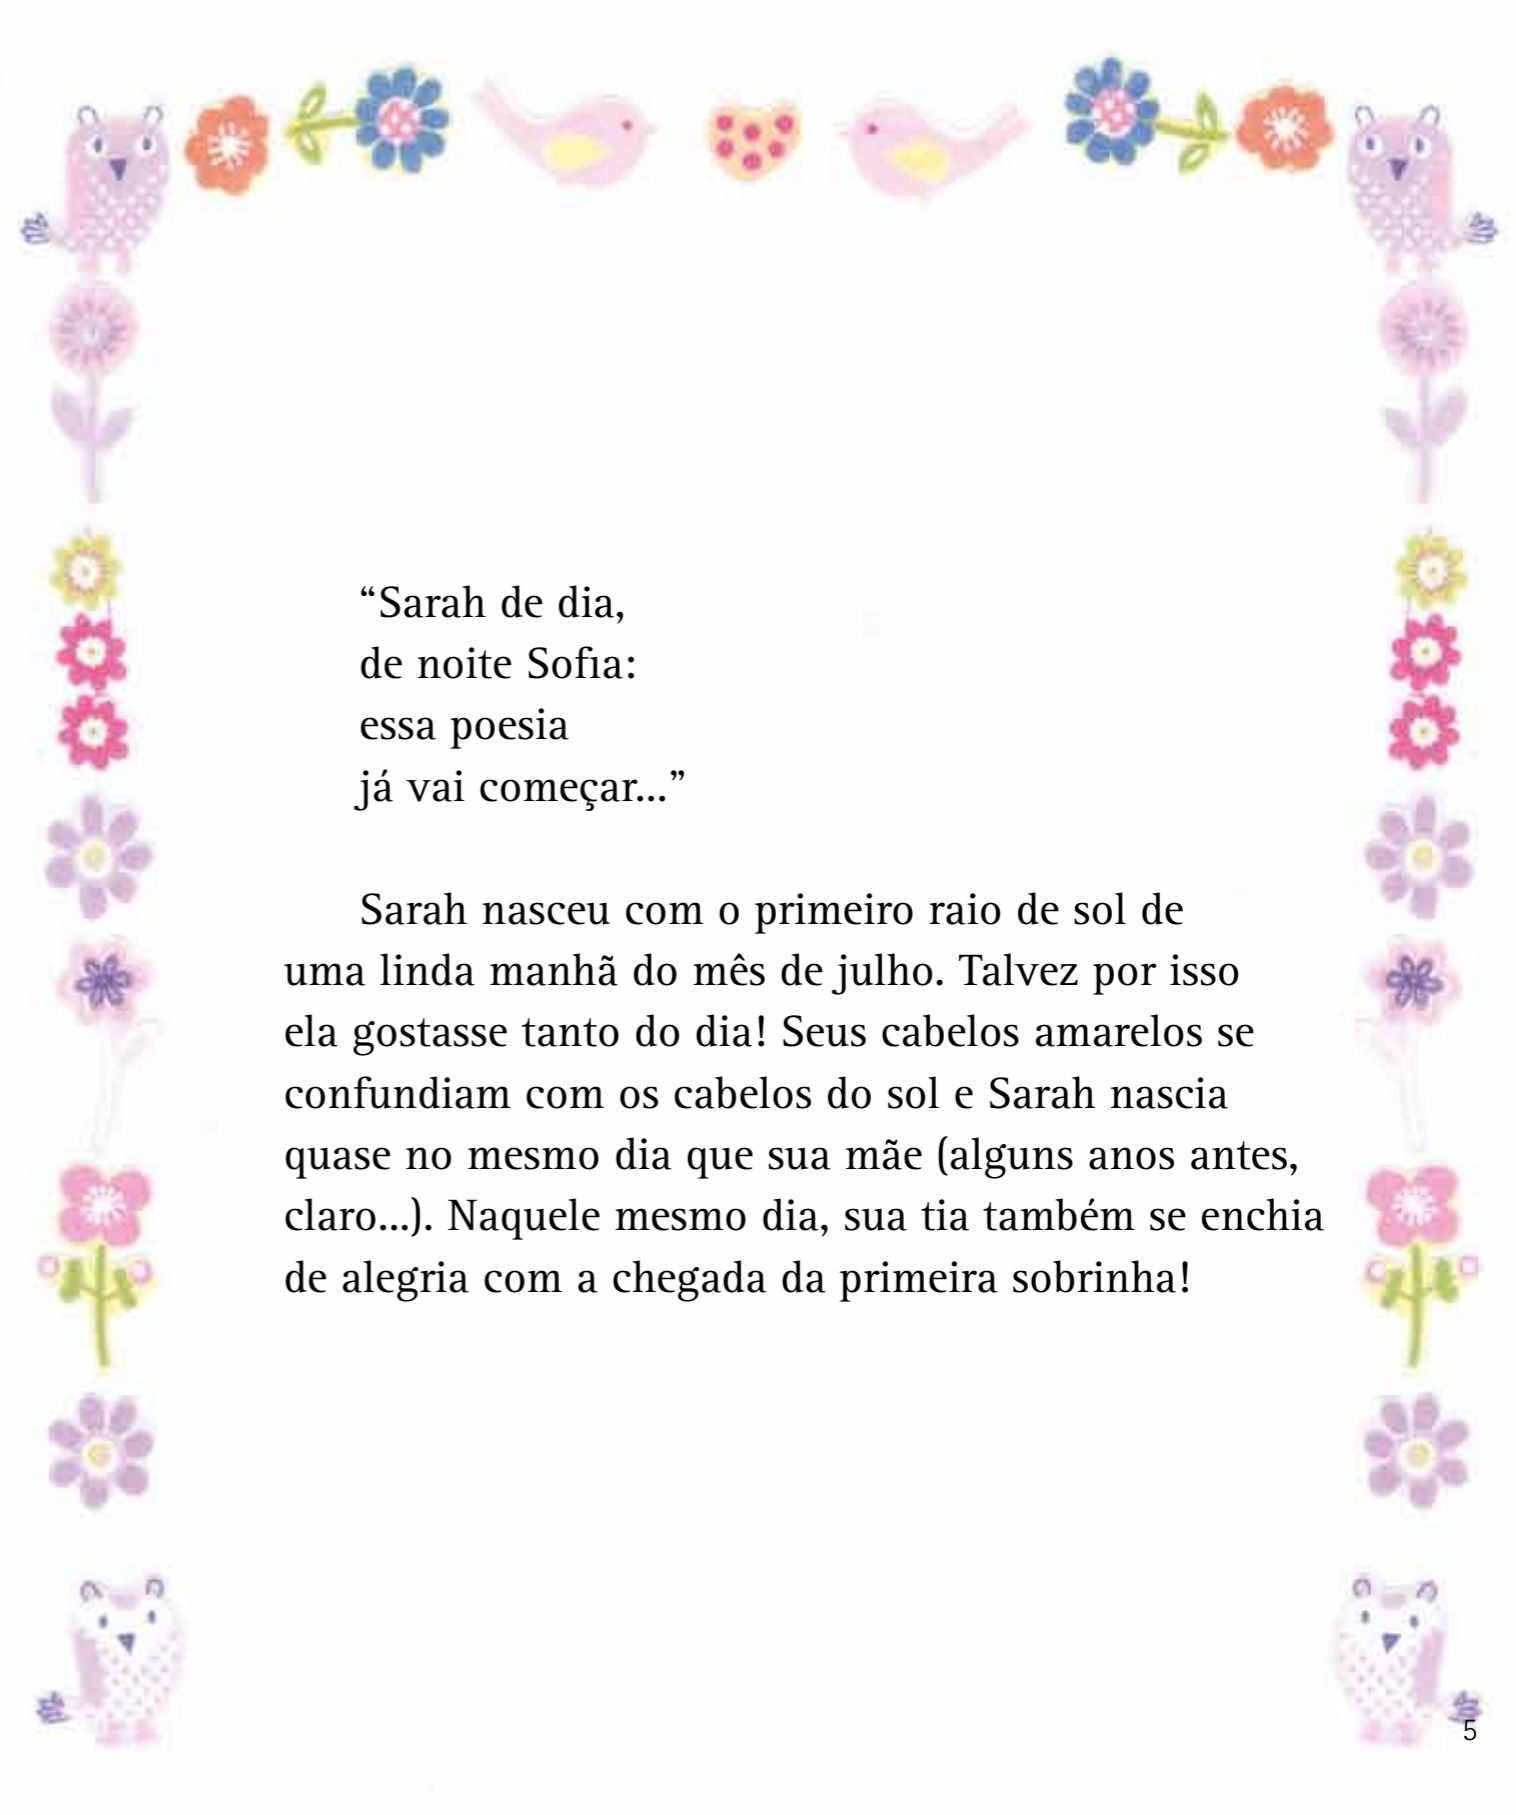 “Sarah de dia,
de noite Sofia:
essa poesia
já vai começar...”
Sarah nasceu com o primeiro raio de sol de
uma linda manhã do mês de julho. Talvez por isso
ela gostasse tanto do dia! Seus cabelos amarelos se
confundiam com os cabelos do sol e Sarah nascia
quase no mesmo dia que sua mãe (alguns anos antes,
claro...). Naquele mesmo dia, sua tia também se enchia
de alegria com a chegada da primeira sobrinha!
5